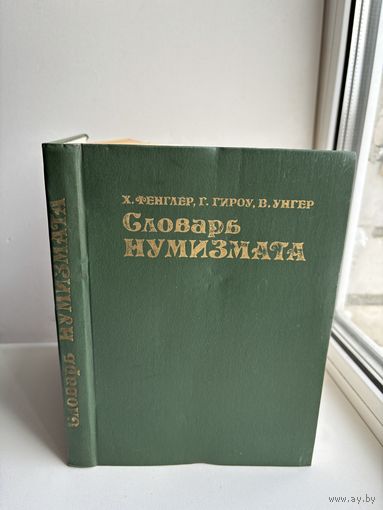 Х. ФЕНГЛЕР, Г. ГИРОУ, В. УНГЕР
Словарь
НУМИЗМАТА
Словарь НУМИЗМАТА
www.ay.by